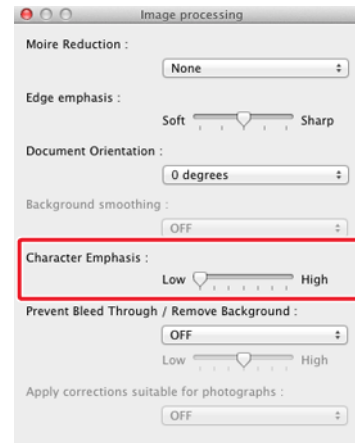 Image processing
Moire Reduction :
None
Edge emphasis :
Soft Sharp
Document Orientation :
0 degrees
Background smoothing :
OFF
Character Emphasis :
Low High
Prevent Bleed Through / Remove Background :
OFF
Low High
Apply corrections suitable for photographs :
OFF